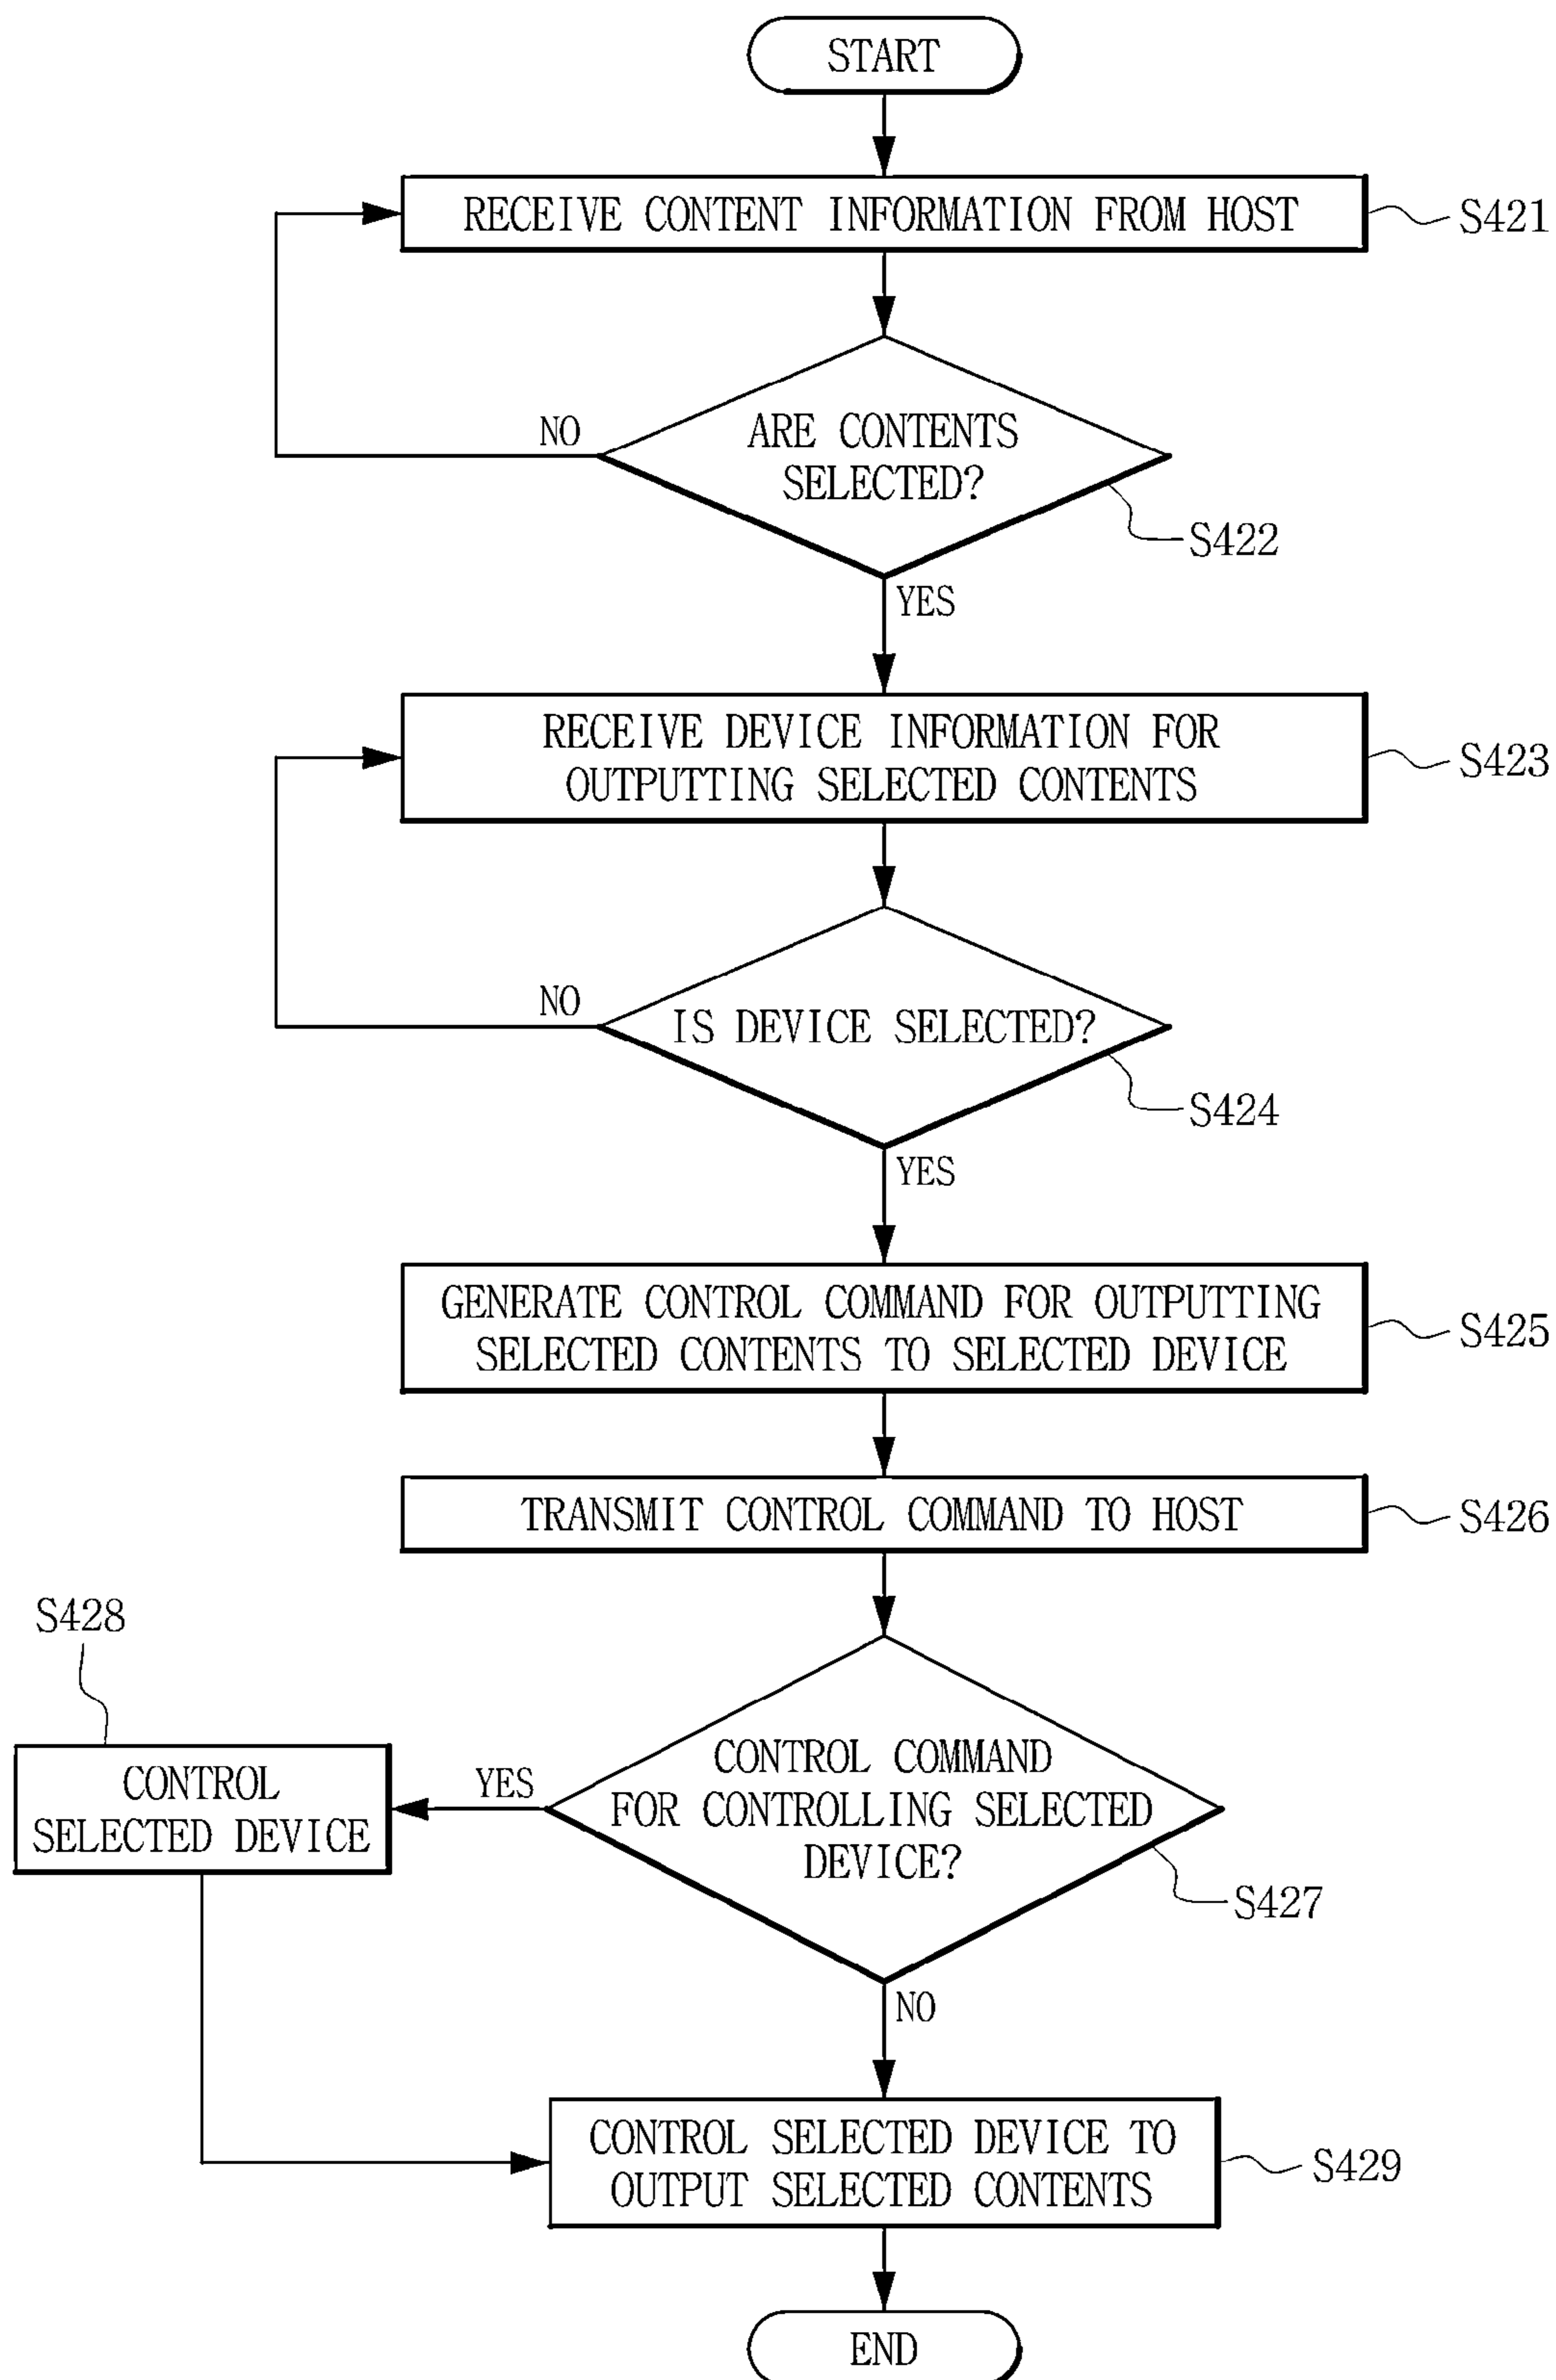 START
RECEIVE CONTENT INFORMATION FROM HOST
S421
NO
ARE CONTENTS
SELECTED?
S422
YES
RECEIVE DEVICE INFORMATION FOR
OUTPUTTING SELECTED CONTENTS
S423
NO
IS DEVICE SELECTED?
S424
YES
GENERATE CONTROL COMMAND FOR OUTPUTTING
SELECTED CONTENTS TO SELECTED DEVICE
S425
TRANSMIT CONTROL COMMAND TO HOST
S426
S428
CONTROL
SELECTED DEVICE
YES
CONTROL COMMAND
FOR CONTROLLING SELECTED
DEVICE?
S427
NO
CONTROL SELECTED DEVICE TO
OUTPUT SELECTED CONTENTS
S429
END